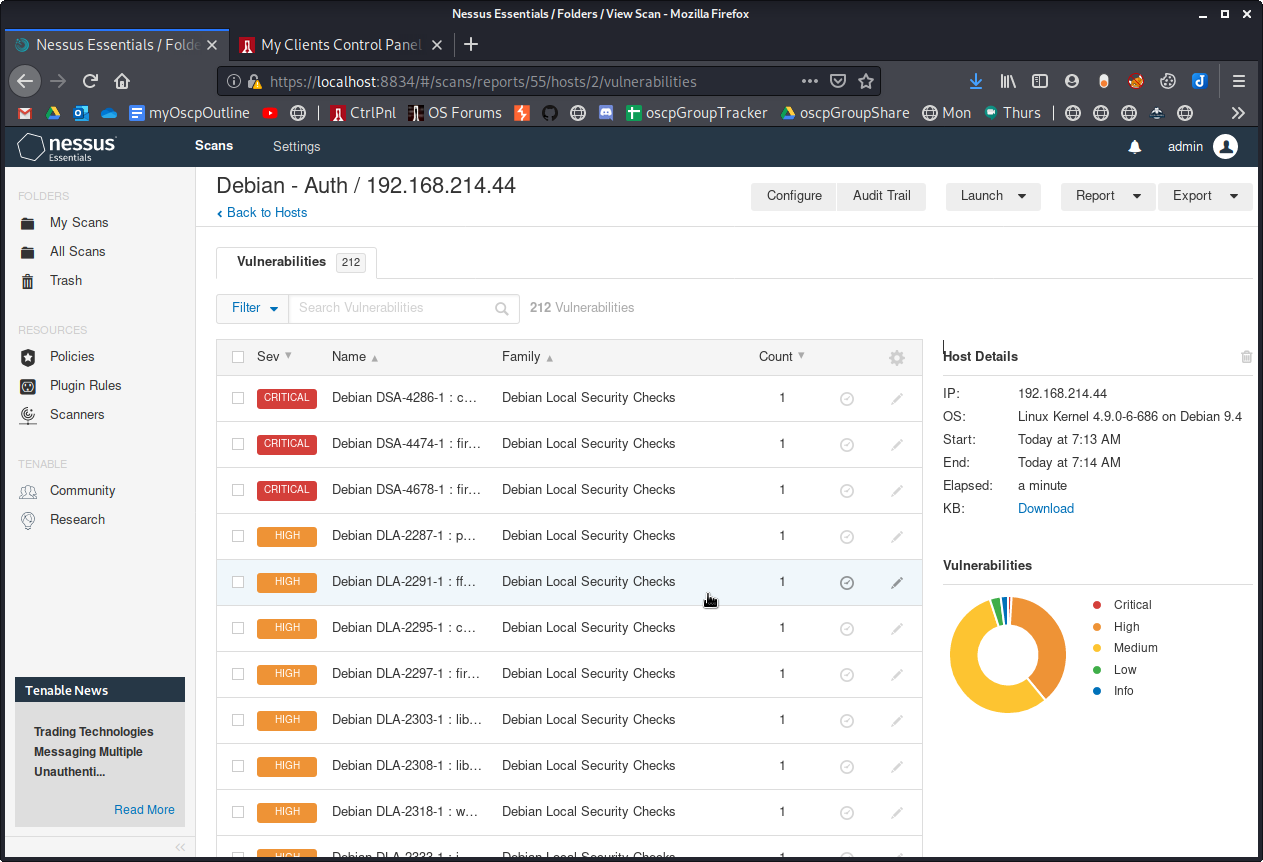 Nessus Essentials / Folders / View Scan - Mozilla Firefox
Nessus Essentials / Folde
My Clients Control Panel
https://localhost:8834/#/scans/reports/55/hosts/2/vulnerabilities
myOscpOutline CtrlPnl OS Forums oscpGroupTracker oscpGroupShare Mon Thurs
nessus Essentials Scans Settings admin
FOLDERS
My Scans
All Scans
Trash
RESOURCES
Policies
Plugin Rules
Scanners
TENABLE
Community
Research
Tenable News
Trading Technologies
Messaging Multiple
Unauthenti...
Read More
Debian - Auth / 192.168.214.44
Back to Hosts
Configure Audit Trail Launch Report Export
Vulnerabilities 212
Filter Search Vulnerabilities 212 Vulnerabilities
Sev Name Family Count
CRITICAL Debian DSA-4286-1 : c... Debian Local Security Checks 1
CRITICAL Debian DSA-4474-1 : fir... Debian Local Security Checks 1
CRITICAL Debian DSA-4678-1 : fir... Debian Local Security Checks 1
HIGH Debian DLA-2287-1 : p... Debian Local Security Checks 1
HIGH Debian DLA-2291-1 : ff... Debian Local Security Checks 1
HIGH Debian DLA-2295-1 : c... Debian Local Security Checks 1
HIGH Debian DLA-2297-1 : fir... Debian Local Security Checks 1
HIGH Debian DLA-2303-1 : lib... Debian Local Security Checks 1
HIGH Debian DLA-2308-1 : lib... Debian Local Security Checks 1
HIGH Debian DLA-2318-1 : w... Debian Local Security Checks 1
Host Details
IP: 192.168.214.44
OS: Linux Kernel 4.9.0-6-686 on Debian 9.4
Start: Today at 7:13 AM
End: Today at 7:14 AM
Elapsed: a minute
KB: Download
Vulnerabilities
Critical
High
Medium
Low
Info